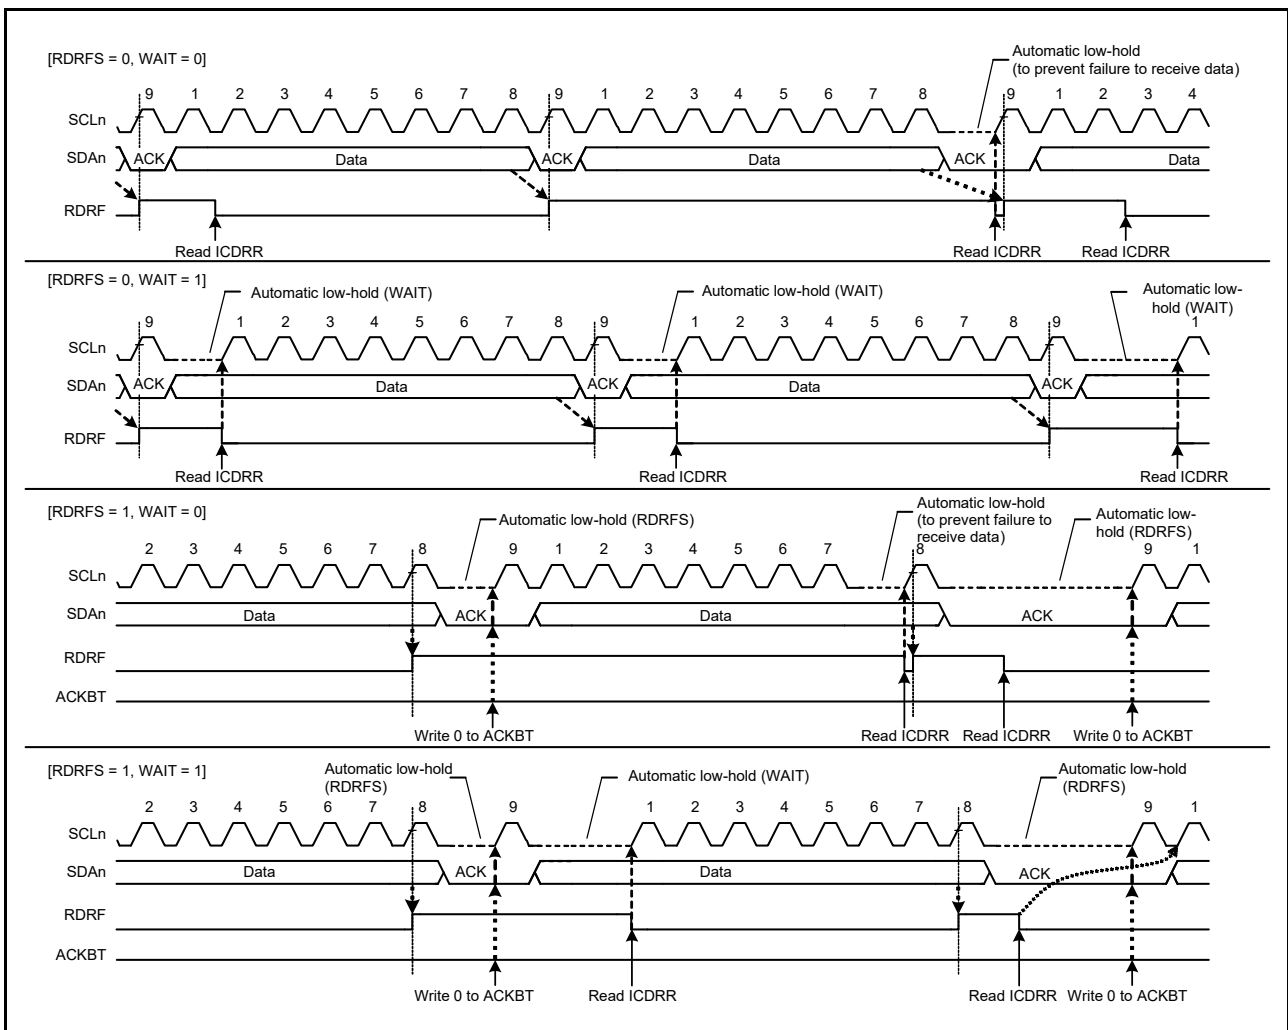 [RDRFS = 0, WAIT = 0]
Automatic low-hold
(to prevent failure to receive data)
9 1 2 3 4 5 6 7 8 9 1 2 3 4 5 6 7 8 9 1 2 3 4
SCLn
SDAn ACK Data ACK Data ACK Data
RDRF
Read ICDRR Read ICDRR Read ICDRR
[RDRFS = 0, WAIT = 1]
Automatic low-hold (WAIT) Automatic low-hold (WAIT) Automatic low-
hold (WAIT)
9 1 2 3 4 5 6 7 8 9 1 2 3 4 5 6 7 8 9 1
SCLn
SDAn ACK Data ACK Data ACK
RDRF
Read ICDRR Read ICDRR Read ICDRR
[RDRFS = 1, WAIT = 0]
Automatic low-hold (RDRFS)
Automatic low-hold
(to prevent failure to
receive data)
Automatic low-
hold (RDRFS)
2 3 4 5 6 7 8 9 1 2 3 4 5 6 7 8 9 1
SCLn
SDAn Data ACK Data ACK
RDRF
ACKBT
Write 0 to ACKBT Read ICDRR Read ICDRR Write 0 to ACKBT
[RDRFS = 1, WAIT = 1]
Automatic low-hold
(RDRFS)
Automatic low-hold (WAIT)
Automatic low-hold
(RDRFS)
2 3 4 5 6 7 8 9 1 2 3 4 5 6 7 8 9 1
SCLn
SDAn Data ACK Data ACK
RDRF
ACKBT
Write 0 to ACKBT Read ICDRR Read ICDRR Write 0 to ACKBT